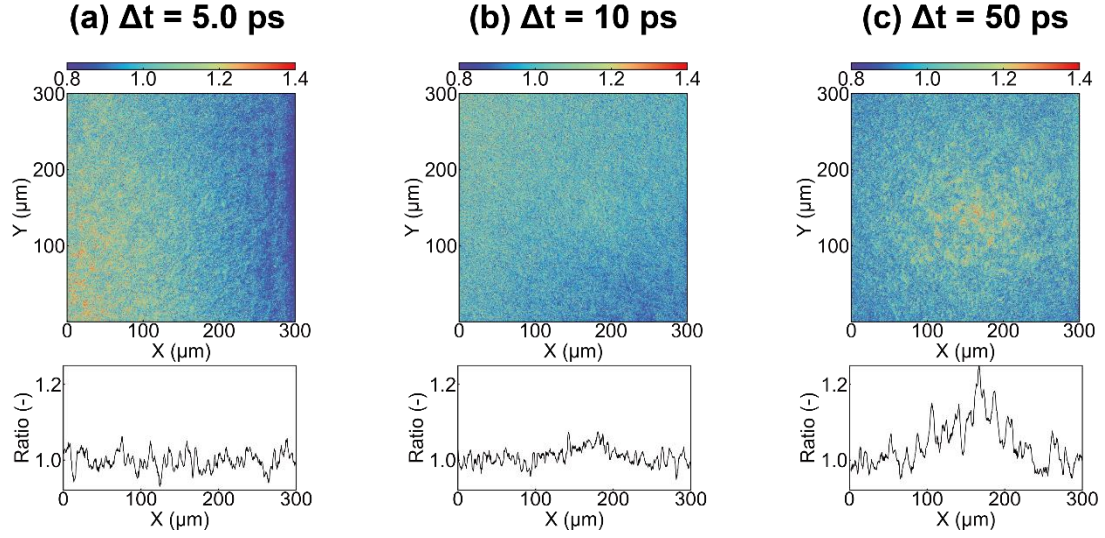 (a) Δt = 5.0 ps
(b) Δt = 10 ps
(c) Δt = 50 ps
0.8 1.0 1.2 1.4
0.8 1.0 1.2 1.4
0.8 1.0 1.2 1.4
300
200
100
Y (µm)
0 100 200 300
X (µm)
300
200
100
Y (µm)
0 100 200 300
X (µm)
300
200
100
Y (µm)
0 100 200 300
X (µm)
1.2
1.0
Ratio (-)
0 100 200 300
X (µm)
1.2
1.0
Ratio (-)
0 100 200 300
X (µm)
1.2
1.0
Ratio (-)
0 100 200 300
X (µm)